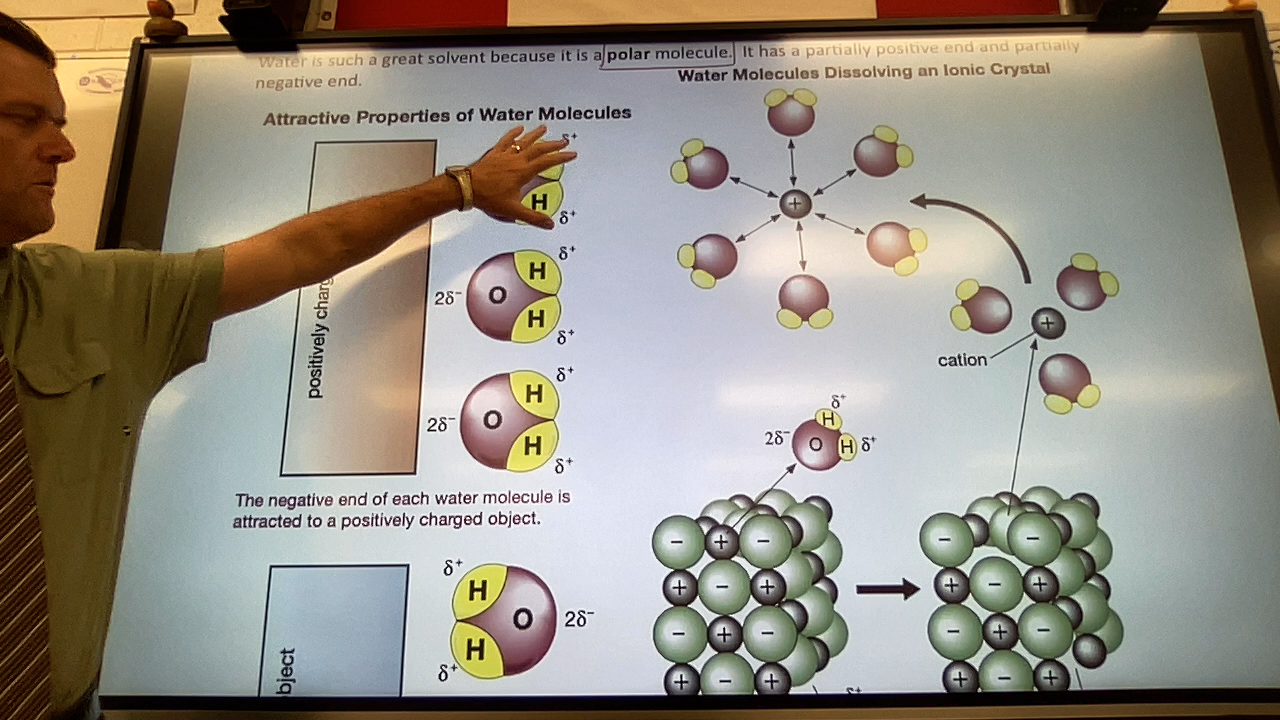 Water is such a great solvent because it is a polar molecule. It has a partially positive end and partially
negative end.
Attractive Properties of Water Molecules
positively charg
δ+
H
δ+
2δ-
O
H
H
δ+
δ+
2δ-
O
H
H
δ+
δ+
The negative end of each water molecule is
attracted to a positively charged object.
bject
δ+
H
H
O
2δ-
δ+
Water Molecules Dissolving an Ionic Crystal
+
+
cation
2δ-
O
H
H
δ+
δ+
- + -
+ - +
- + -
+ - +
- -
+ - +
- + -
+ - +
δ+